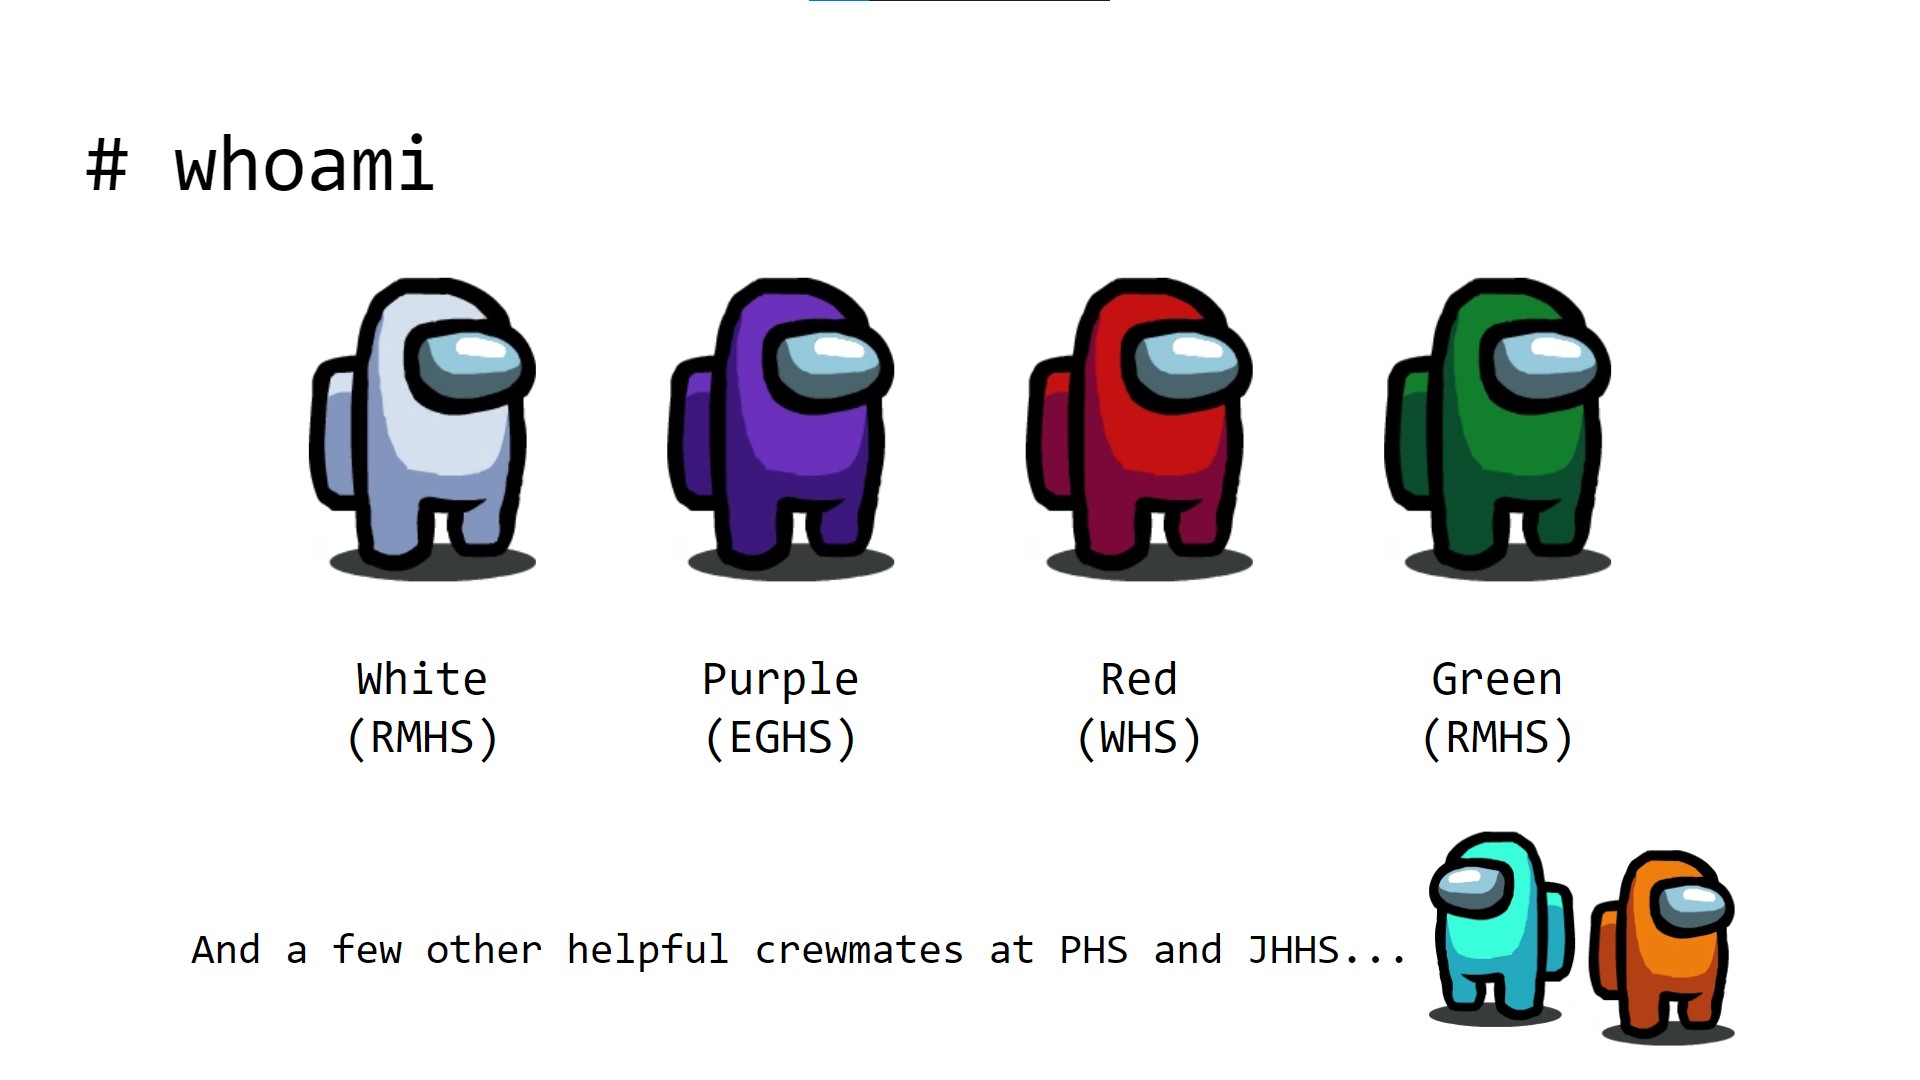 # whoami
White
(RMHS)
Purple
(EGHS)
Red
(WHS)
Green
(RMHS)
And a few other helpful crewmates at PHS and JHHS...